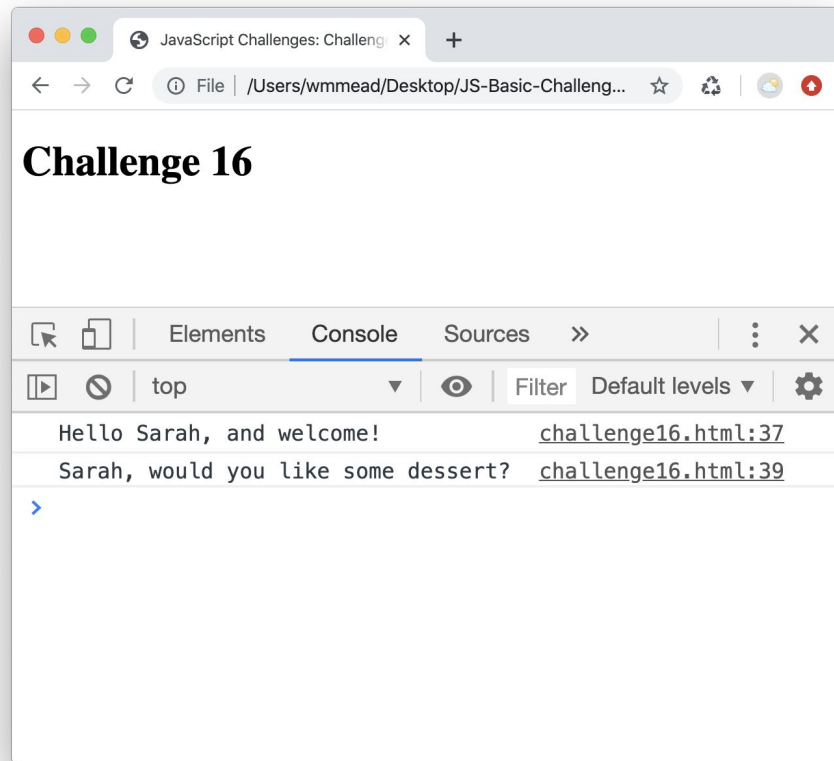 JavaScript Challenges: Challeng
File /Users/wmmead/Desktop/JS-Basic-Challeng...
Challenge 16
Elements Console Sources
top Filter Default levels
Hello Sarah, and welcome! challenge16.html:37
Sarah, would you like some dessert? challenge16.html:39